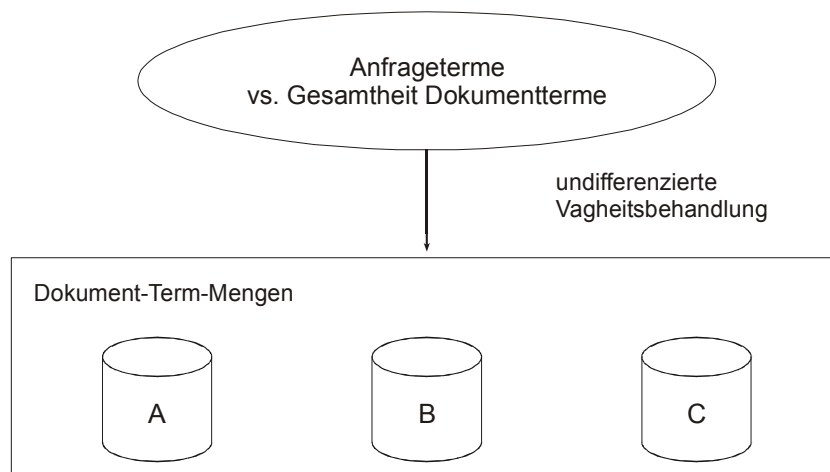 Anfrageterme
vs. Gesamtheit Dokumentterme
undifferenzierte
Vagheitsbehandlung
Dokument-Term-Mengen
A
B
C